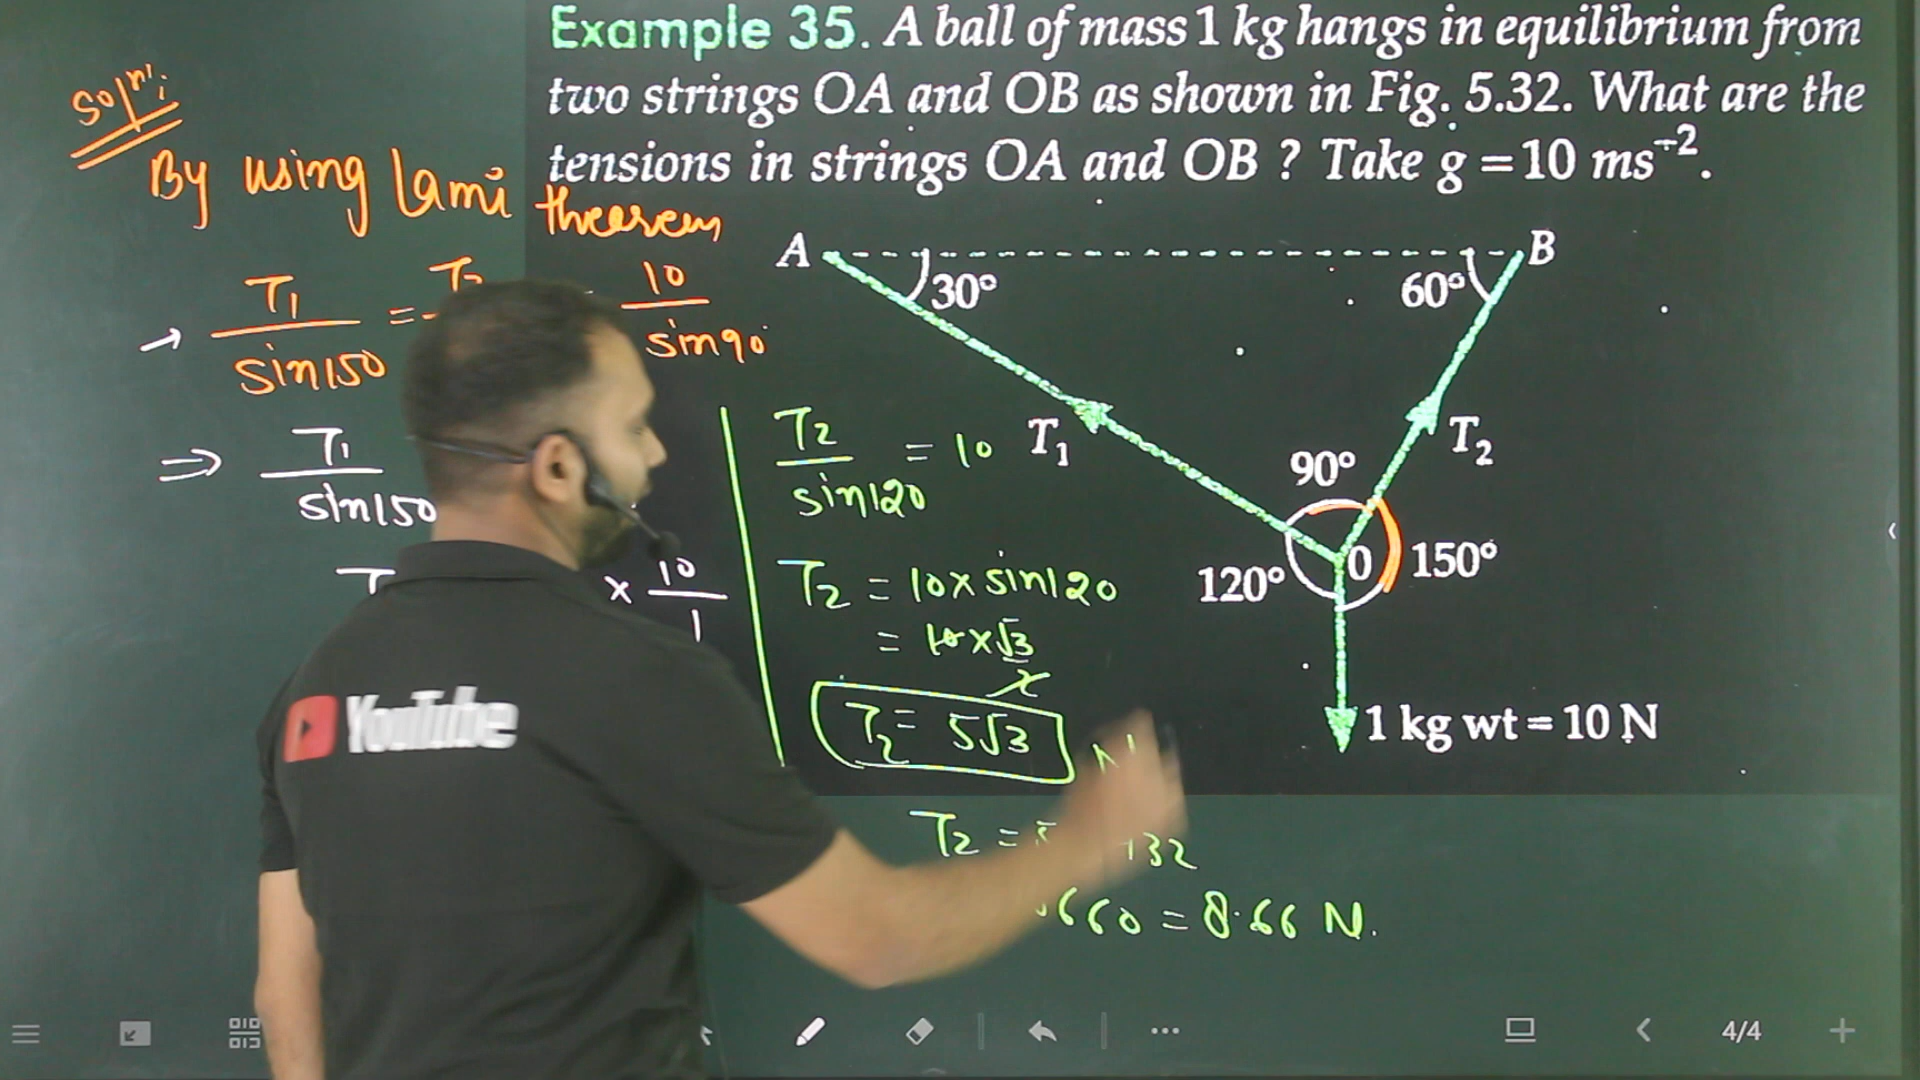 Example 35. A ball of mass 1 kg hangs in equilibrium from
two strings OA and OB as shown in Fig. 5.32. What are the
tensions in strings OA and OB ? Take g = 10 ms⁻².
Solⁿ:
By using Lami theorem
→ T₁/sin150 = 10/sin90
⇒ T₁/sin150
× 10/1
T₂/sin120 = 10
T₂ = 10 x sin120
= 10 x √3/2
T₂ = 5√3 N
T₂ =
660 = 8.66 N.
A
B
30°
60°
T₁
T₂
90°
120°
O
150°
1 kg wt = 10 N
YouTube
4/4